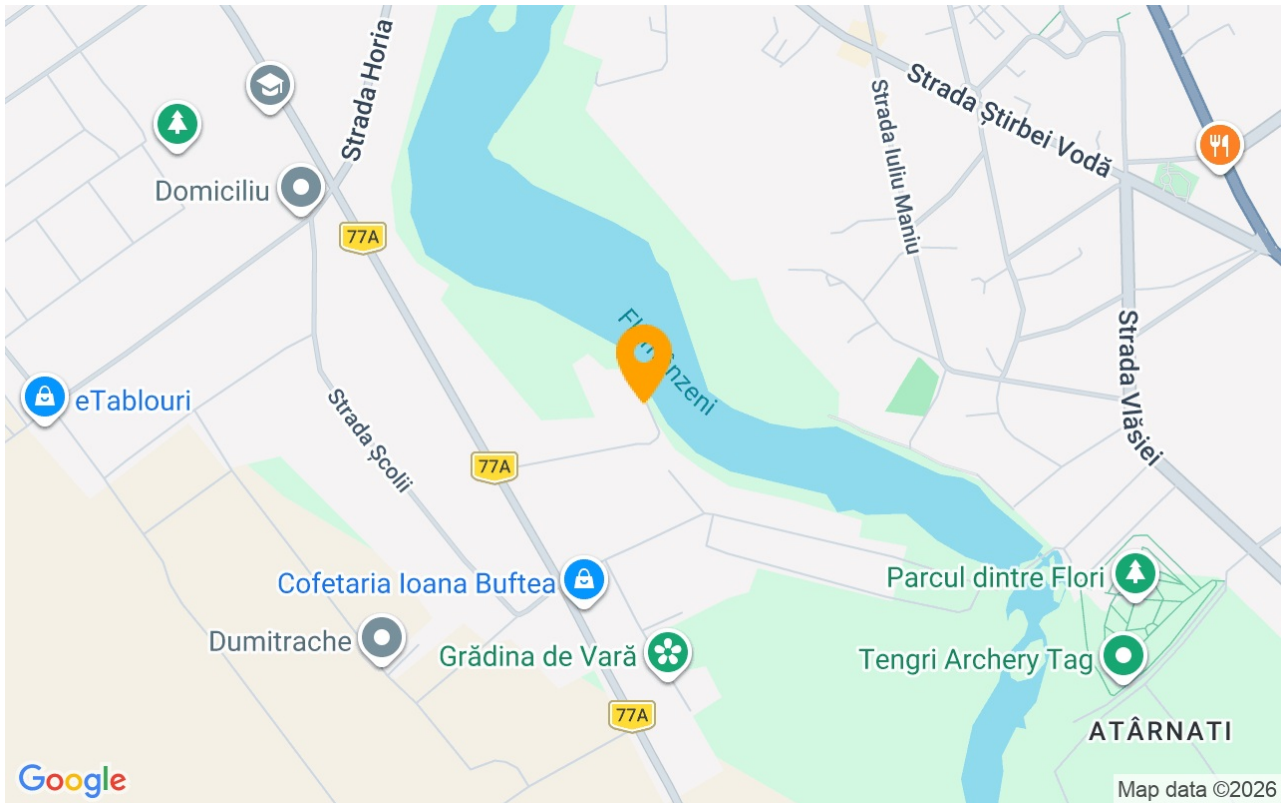 Strada Horia
Strada Știrbei Vodă
Strada Iuliu Maniu
Domiciliu
77A
Strada Vlăsiei
eTablouri
Strada Școlii
77A
Cofetaria Ioana Buftea
Parcul dintre Flori
Dumitrache
Grădina de Vară
Tengri Archery Tag
77A
ATÂRNATI
Google
Map data ©2026